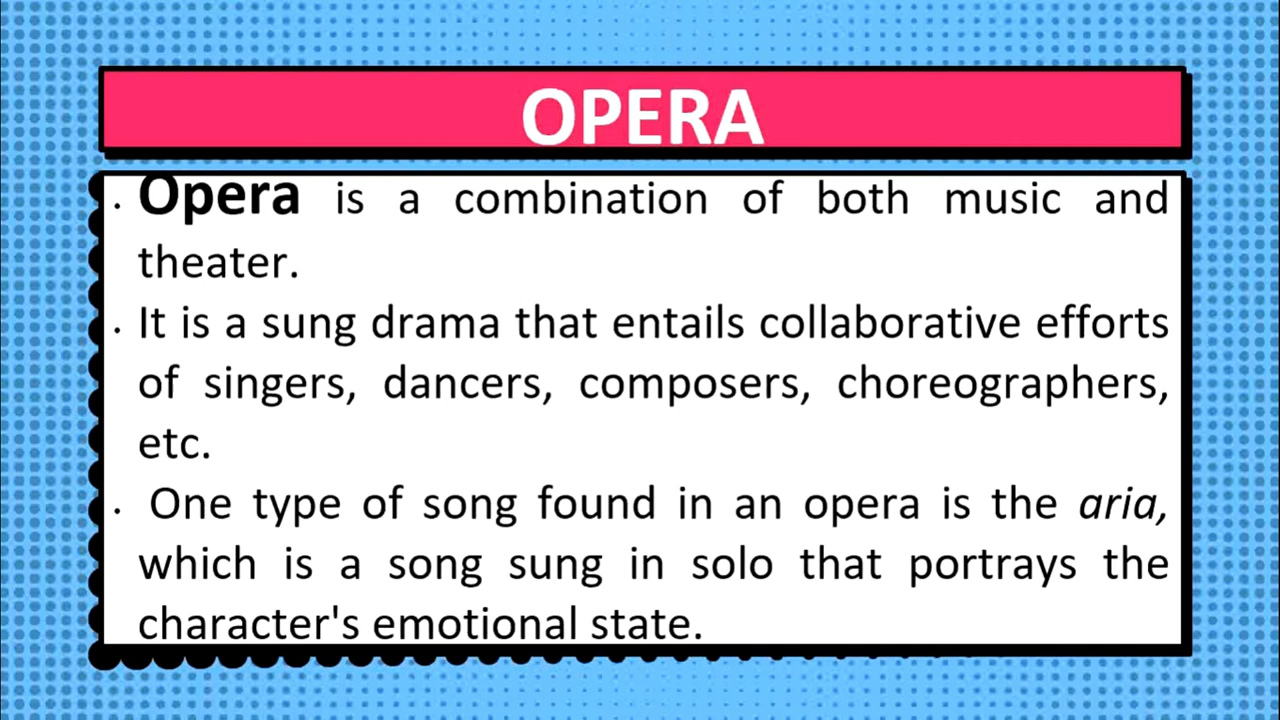 OPERA
· Opera is a combination of both music and
theater.
· It is a sung drama that entails collaborative efforts
of singers, dancers, composers, choreographers,
etc.
· One type of song found in an opera is the aria,
which is a song sung in solo that portrays the
character's emotional state.